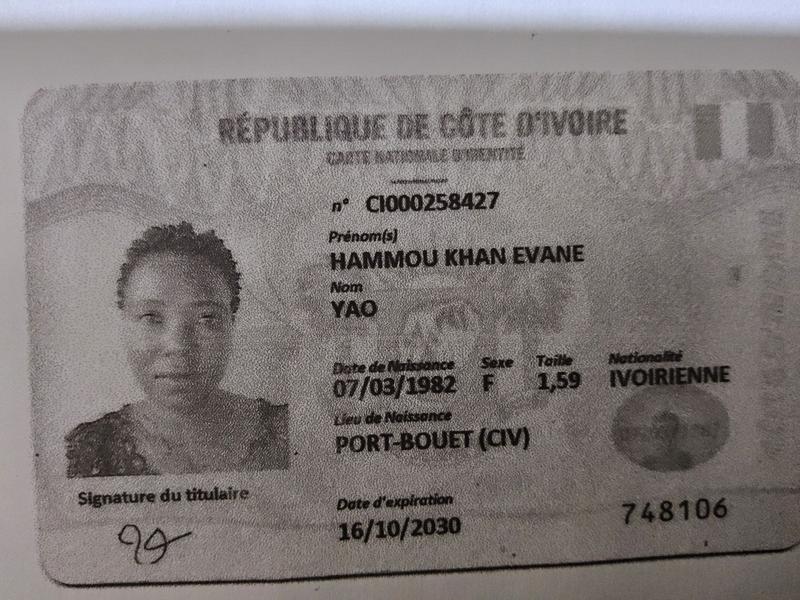 RÉPUBLIQUE DE CÔTE D'IVOIRE
CARTE NATIONALE D'IDENTITÉ
n° CI000258427
Prénom(s)
HAMMOU KHAN EVANE
Nom
YAO
Date de Naissance Sexe Taille Nationalité
07/03/1982 F 1,59 IVOIRIENNE
Lieu de Naissance
PORT-BOUET (CIV)
Signature du titulaire
Date d'expiration
16/10/2030
748106